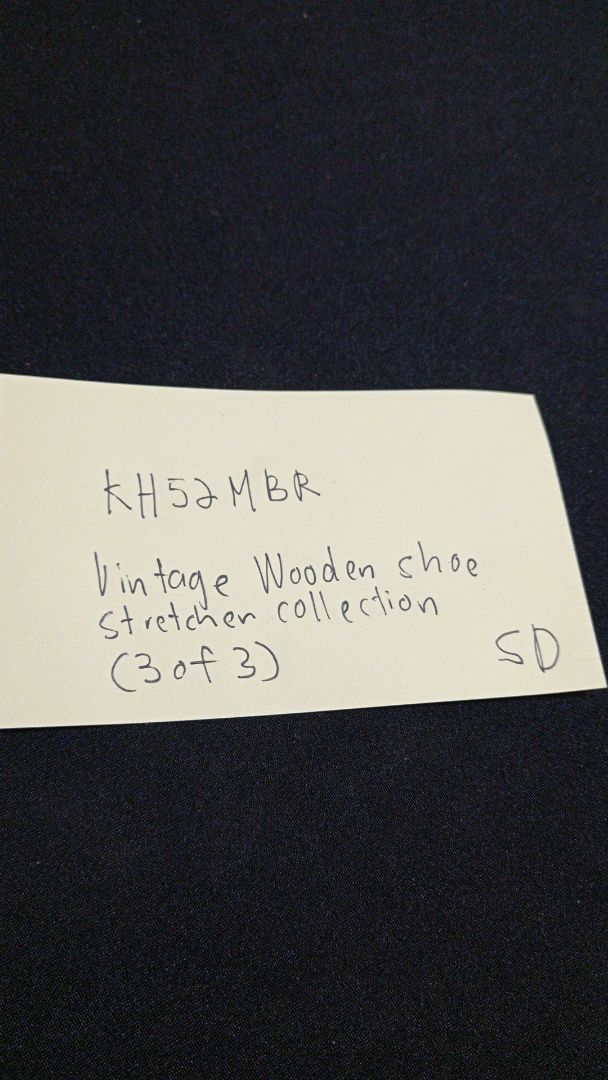 KH52MBR
Vintage Wooden shoe
stretcher collection
(3 of 3)
SD